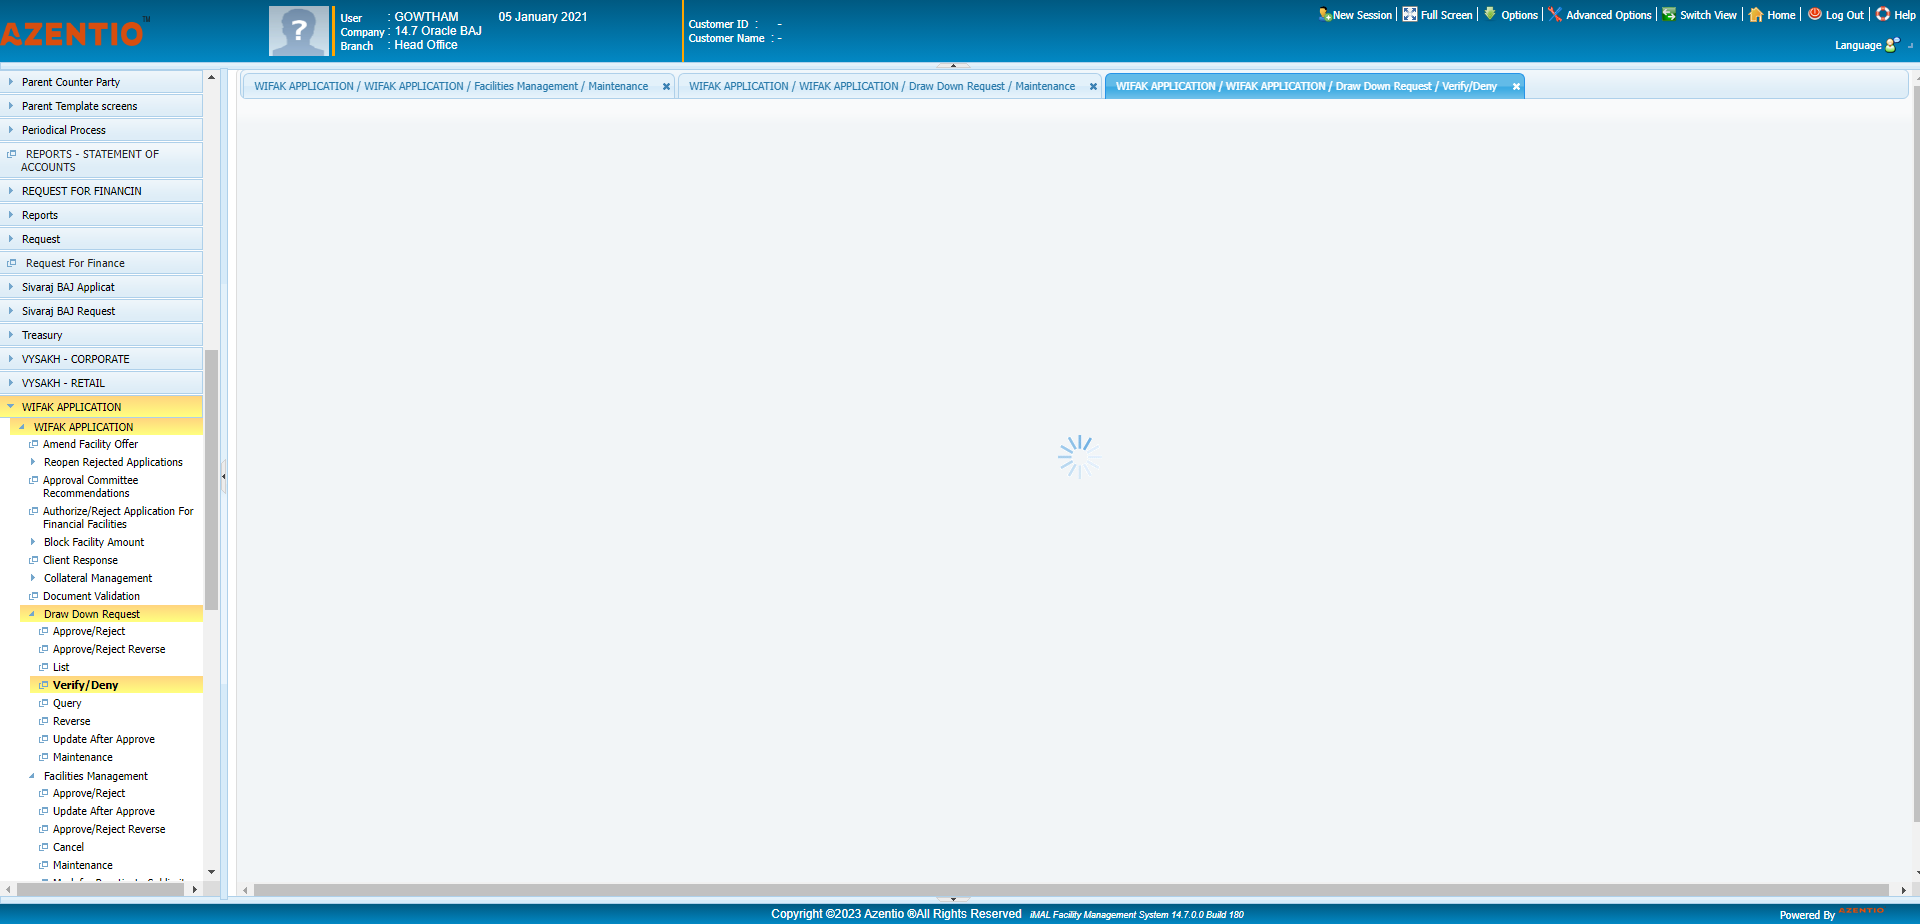 AZENTIO TM
?
User : GOWTHAM 05 January 2021
Company : 14.7 Oracle BAJ
Branch : Head Office
Customer ID : -
Customer Name : -
New Session Full Screen Options Advanced Options Switch View Home Log Out Help
Language
Parent Counter Party
Parent Template screens
Periodical Process
REPORTS - STATEMENT OF
ACCOUNTS
REQUEST FOR FINANCIN
Reports
Request
Request For Finance
Sivaraj BAJ Applicat
Sivaraj BAJ Request
Treasury
VYSAKH - CORPORATE
VYSAKH - RETAIL
WIFAK APPLICATION
WIFAK APPLICATION
Amend Facility Offer
Reopen Rejected Applications
Approval Committee
Recommendations
Authorize/Reject Application For
Financial Facilities
Block Facility Amount
Client Response
Collateral Management
Document Validation
Draw Down Request
Approve/Reject
Approve/Reject Reverse
List
Verify/Deny
Query
Reverse
Update After Approve
Maintenance
Facilities Management
Approve/Reject
Update After Approve
Approve/Reject Reverse
Cancel
Maintenance
WIFAK APPLICATION / WIFAK APPLICATION / Facilities Management / Maintenance
WIFAK APPLICATION / WIFAK APPLICATION / Draw Down Request / Maintenance
WIFAK APPLICATION / WIFAK APPLICATION / Draw Down Request / Verify/Deny
Copyright ©2023 Azentio ®All Rights Reserved iMAL Facility Management System 14.7.0.0 Build 180
Powered By AZENTIO